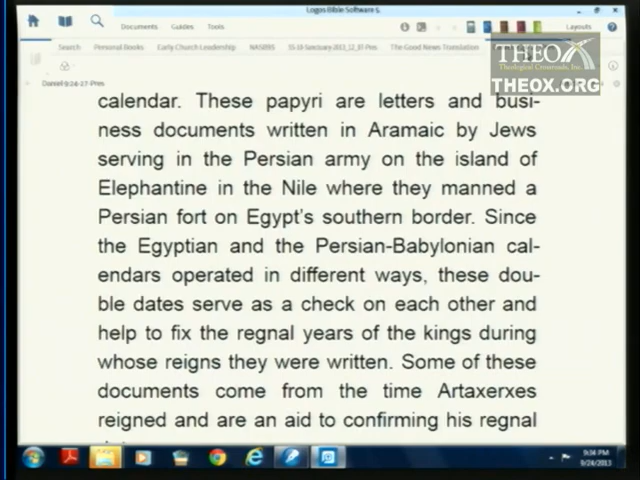 Logos Bible Software 5
Documents Guides Tools
Layouts
Search Personal Books Early Church Leadership NASB95 The Good News Translation
THEOX
Theological Crossroads, Inc.
THEOX.ORG
Daniel 9:24-27-Pres
calendar. These papyri are letters and busi-
ness documents written in Aramaic by Jews
serving in the Persian army on the island of
Elephantine in the Nile where they manned a
Persian fort on Egypt's southern border. Since
the Egyptian and the Persian-Babylonian cal-
endars operated in different ways, these dou-
ble dates serve as a check on each other and
help to fix the regnal years of the kings during
whose reigns they were written. Some of these
documents come from the time Artaxerxes
reigned and are an aid to confirming his regnal
9:34 PM
9/24/2013